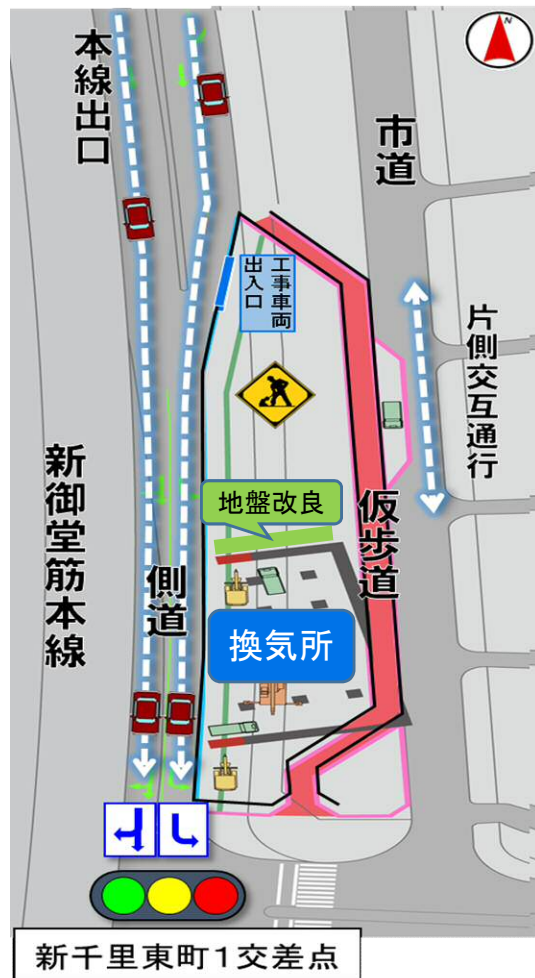 N
本線出口
市道
工事車両
出入口
片側交互通行
地盤改良
仮歩道
新御堂筋本線
側道
換気所
新千里東町1交差点